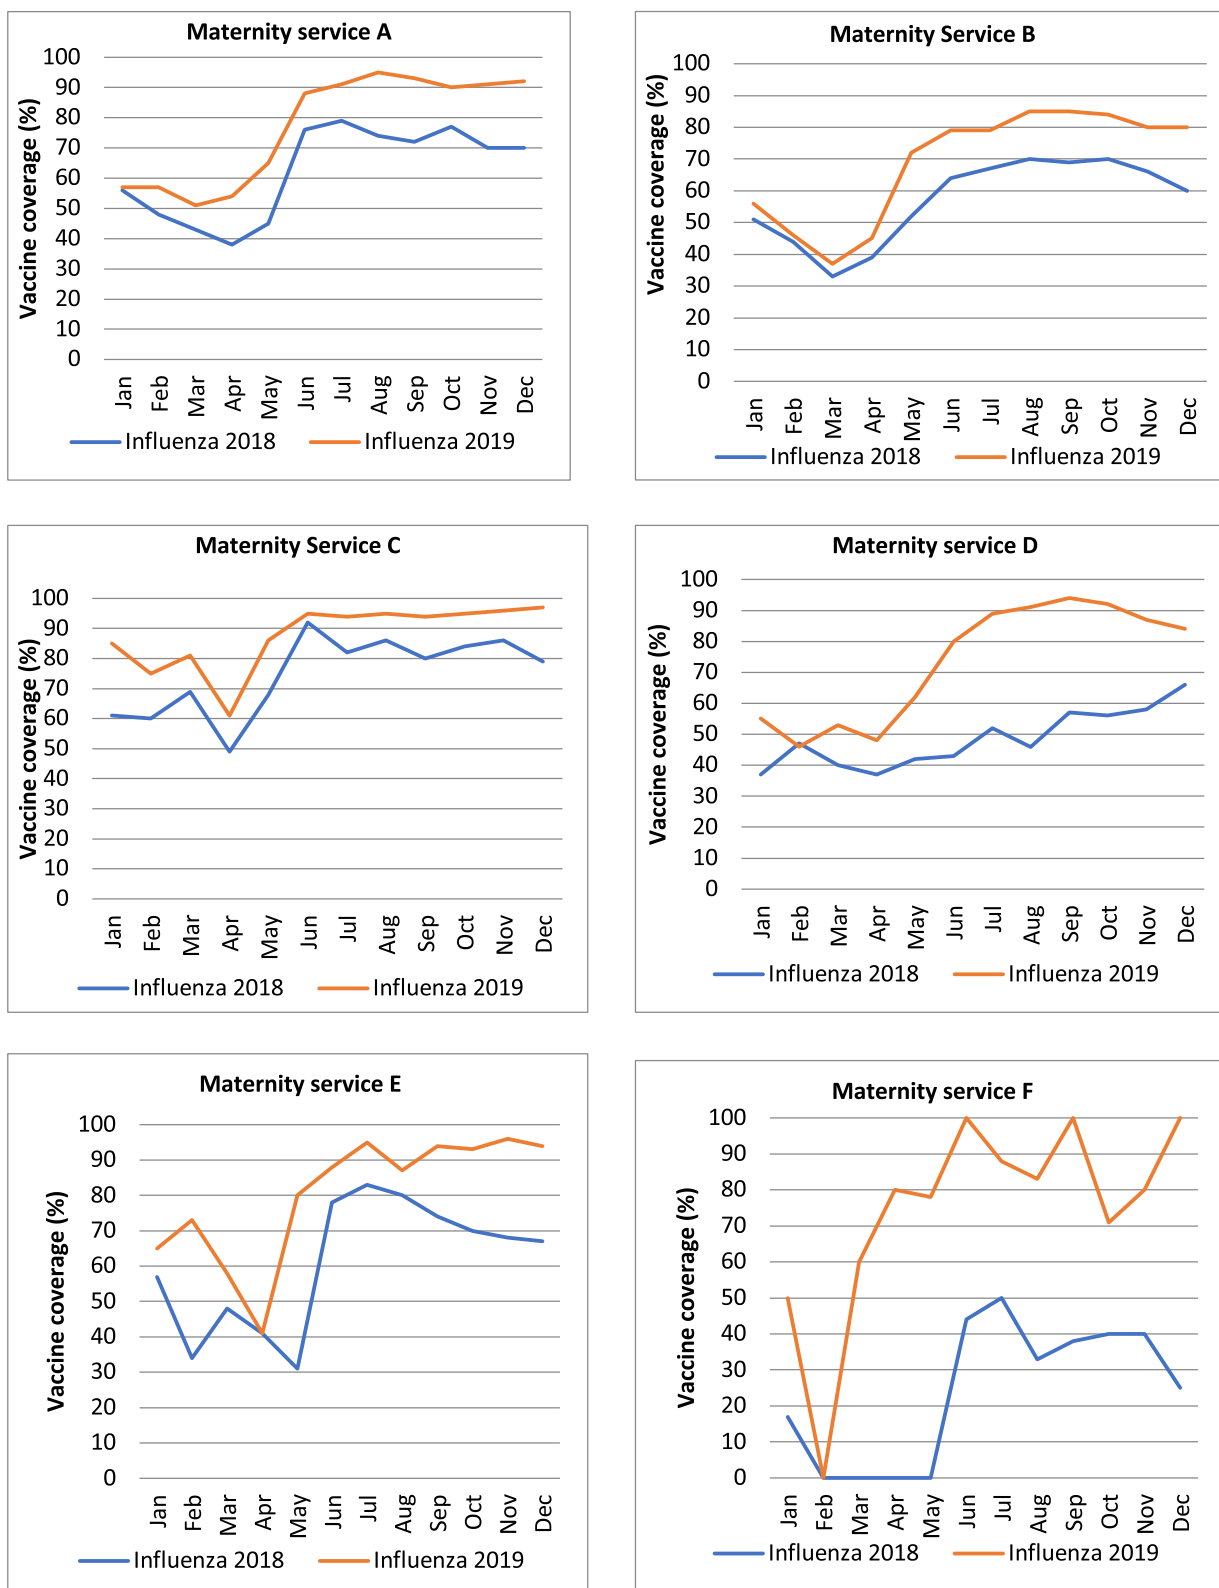 Maternity service A
Vaccine coverage (%)
100
90
80
70
60
50
40
30
20
10
0
Jan Feb Mar Apr May Jun Jul Aug Sep Oct Nov Dec
Influenza 2018 Influenza 2019
Maternity Service B
Vaccine coverage (%)
100
90
80
70
60
50
40
30
20
10
0
Jan Feb Mar Apr May Jun Jul Aug Sep Oct Nov Dec
Influenza 2018 Influenza 2019
Maternity Service C
Vaccine coverage (%)
100
90
80
70
60
50
40
30
20
10
0
Jan Feb Mar Apr May Jun Jul Aug Sep Oct Nov Dec
Influenza 2018 Influenza 2019
Maternity service D
Vaccine coverage (%)
100
90
80
70
60
50
40
30
20
10
0
Jan Feb Mar Apr May Jun Jul Aug Sep Oct Nov Dec
Influenza 2018 Influenza 2019
Maternity service E
Vaccine coverage (%)
100
90
80
70
60
50
40
30
20
10
0
Jan Feb Mar Apr May Jun Jul Aug Sep Oct Nov Dec
Influenza 2018 Influenza 2019
Maternity service F
Vaccine coverage (%)
100
90
80
70
60
50
40
30
20
10
0
Jan Feb Mar Apr May Jun Jul Aug Sep Oct Nov Dec
Influenza 2018 Influenza 2019